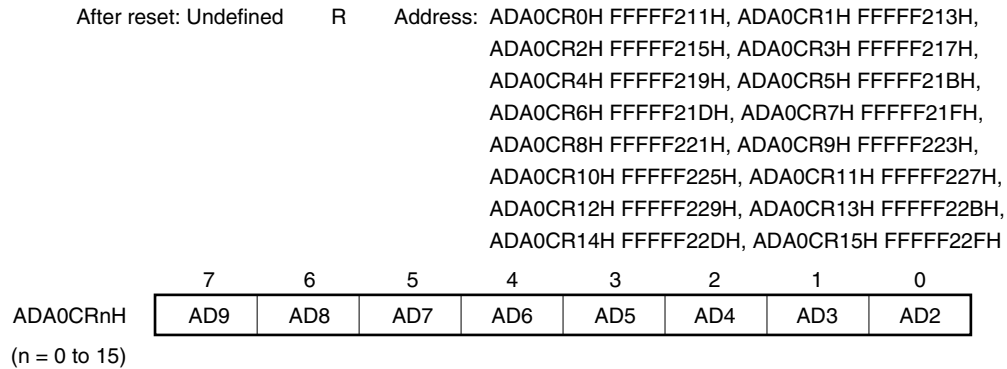 After reset: Undefined R Address: ADA0CR0H FFFFF211H, ADA0CR1H FFFFF213H,
ADA0CR2H FFFFF215H, ADA0CR3H FFFFF217H,
ADA0CR4H FFFFF219H, ADA0CR5H FFFFF21BH,
ADA0CR6H FFFFF21DH, ADA0CR7H FFFFF21FH,
ADA0CR8H FFFFF221H, ADA0CR9H FFFFF223H,
ADA0CR10H FFFFF225H, ADA0CR11H FFFFF227H,
ADA0CR12H FFFFF229H, ADA0CR13H FFFFF22BH,
ADA0CR14H FFFFF22DH, ADA0CR15H FFFFF22FH
7 6 5 4 3 2 1 0
ADA0CRnH AD9 AD8 AD7 AD6 AD5 AD4 AD3 AD2
(n = 0 to 15)